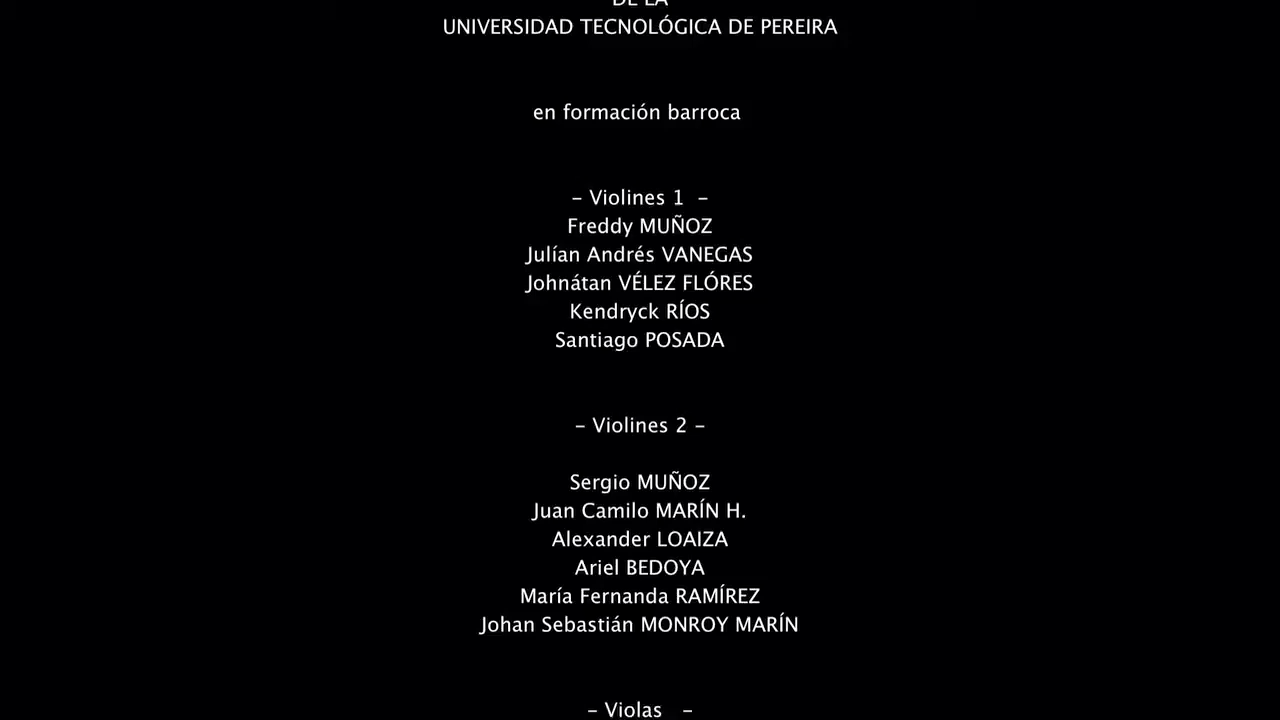 DE LA
UNIVERSIDAD TECNOLÓGICA DE PEREIRA
en formación barroca
- Violines 1 -
Freddy MUÑOZ
Julían Andrés VANEGAS
Johnátan VÉLEZ FLÓRES
Kendryck RÍOS
Santiago POSADA
- Violines 2 -
Sergio MUÑOZ
Juan Camilo MARÍN H.
Alexander LOAIZA
Ariel BEDOYA
María Fernanda RAMÍREZ
Johan Sebastián MONROY MARÍN
- Violas -